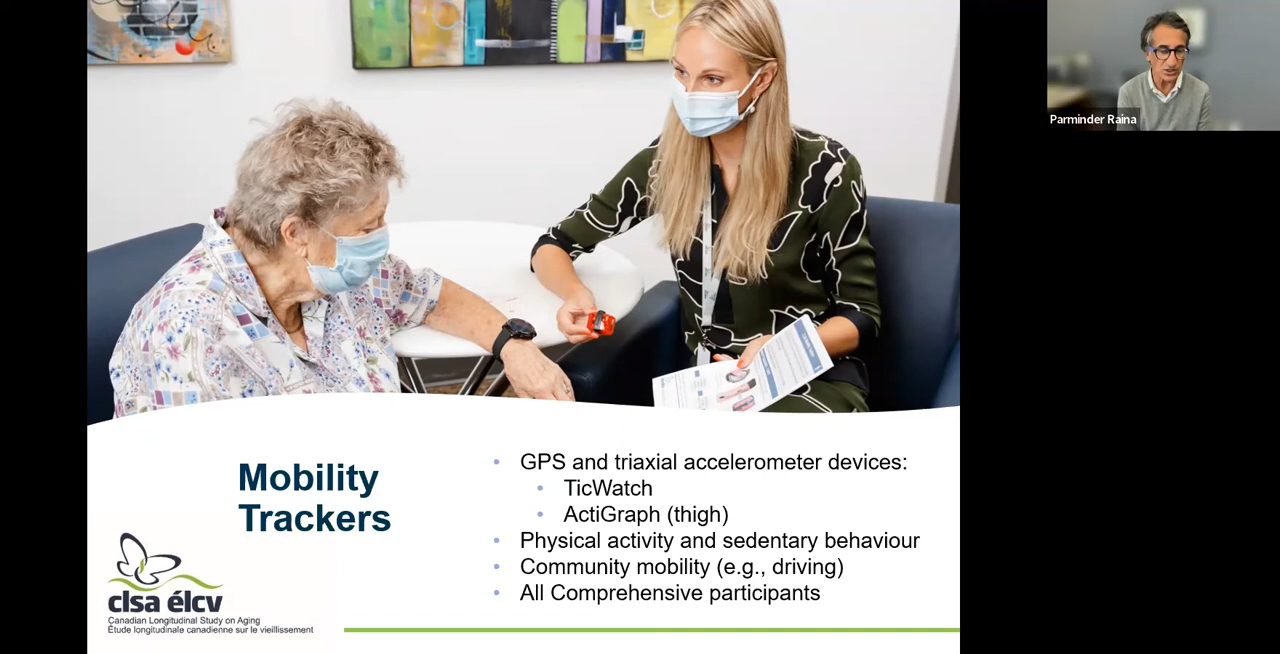 Parminder Raina
Mobility
Trackers
• GPS and triaxial accelerometer devices:
• TicWatch
• ActiGraph (thigh)
• Physical activity and sedentary behaviour
• Community mobility (e.g., driving)
• All Comprehensive participants
clsa élcv
Canadian Longitudinal Study on Aging
Étude longitudinale canadienne sur le vieillissement